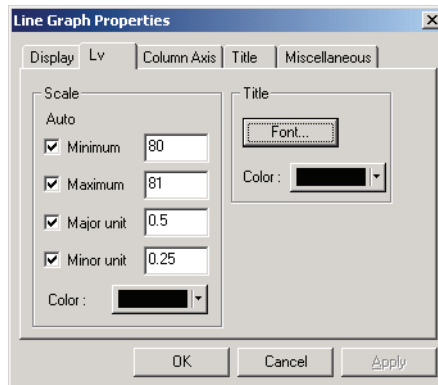 Line Graph Properties
Display Lv Column Axis Title Miscellaneous
Scale
Auto
Minimum 80
Maximum 81
Major unit 0.5
Minor unit 0.25
Color :
Title
Font...
Color :
OK Cancel Apply